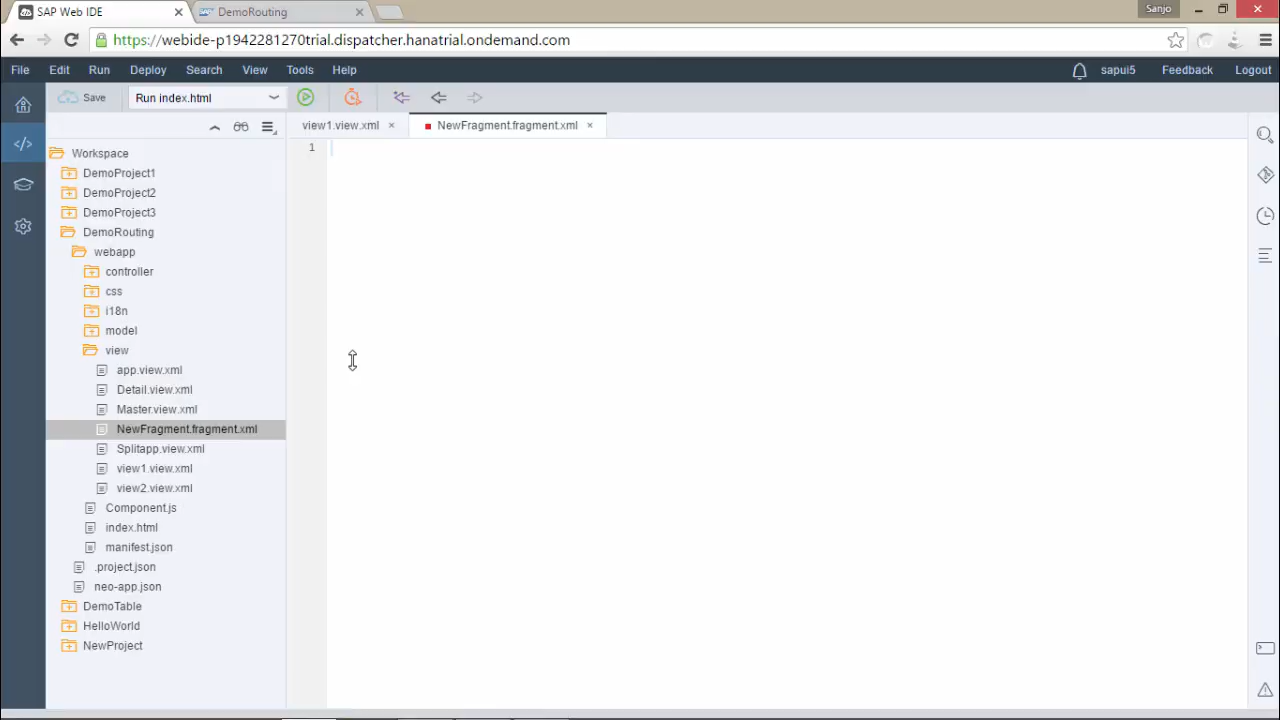 SAP Web IDE
DemoRouting
Sanjo
https://webide-p1942281270trial.dispatcher.hanatrial.ondemand.com
File Edit Run Deploy Search View Tools Help
sapui5 Feedback Logout
Save
Run index.html
view1.view.xml
NewFragment.fragment.xml
1
Workspace
DemoProject1
DemoProject2
DemoProject3
DemoRouting
webapp
controller
css
i18n
model
view
app.view.xml
Detail.view.xml
Master.view.xml
NewFragment.fragment.xml
Splitapp.view.xml
view1.view.xml
view2.view.xml
Component.js
index.html
manifest.json
.project.json
neo-app.json
DemoTable
HelloWorld
NewProject